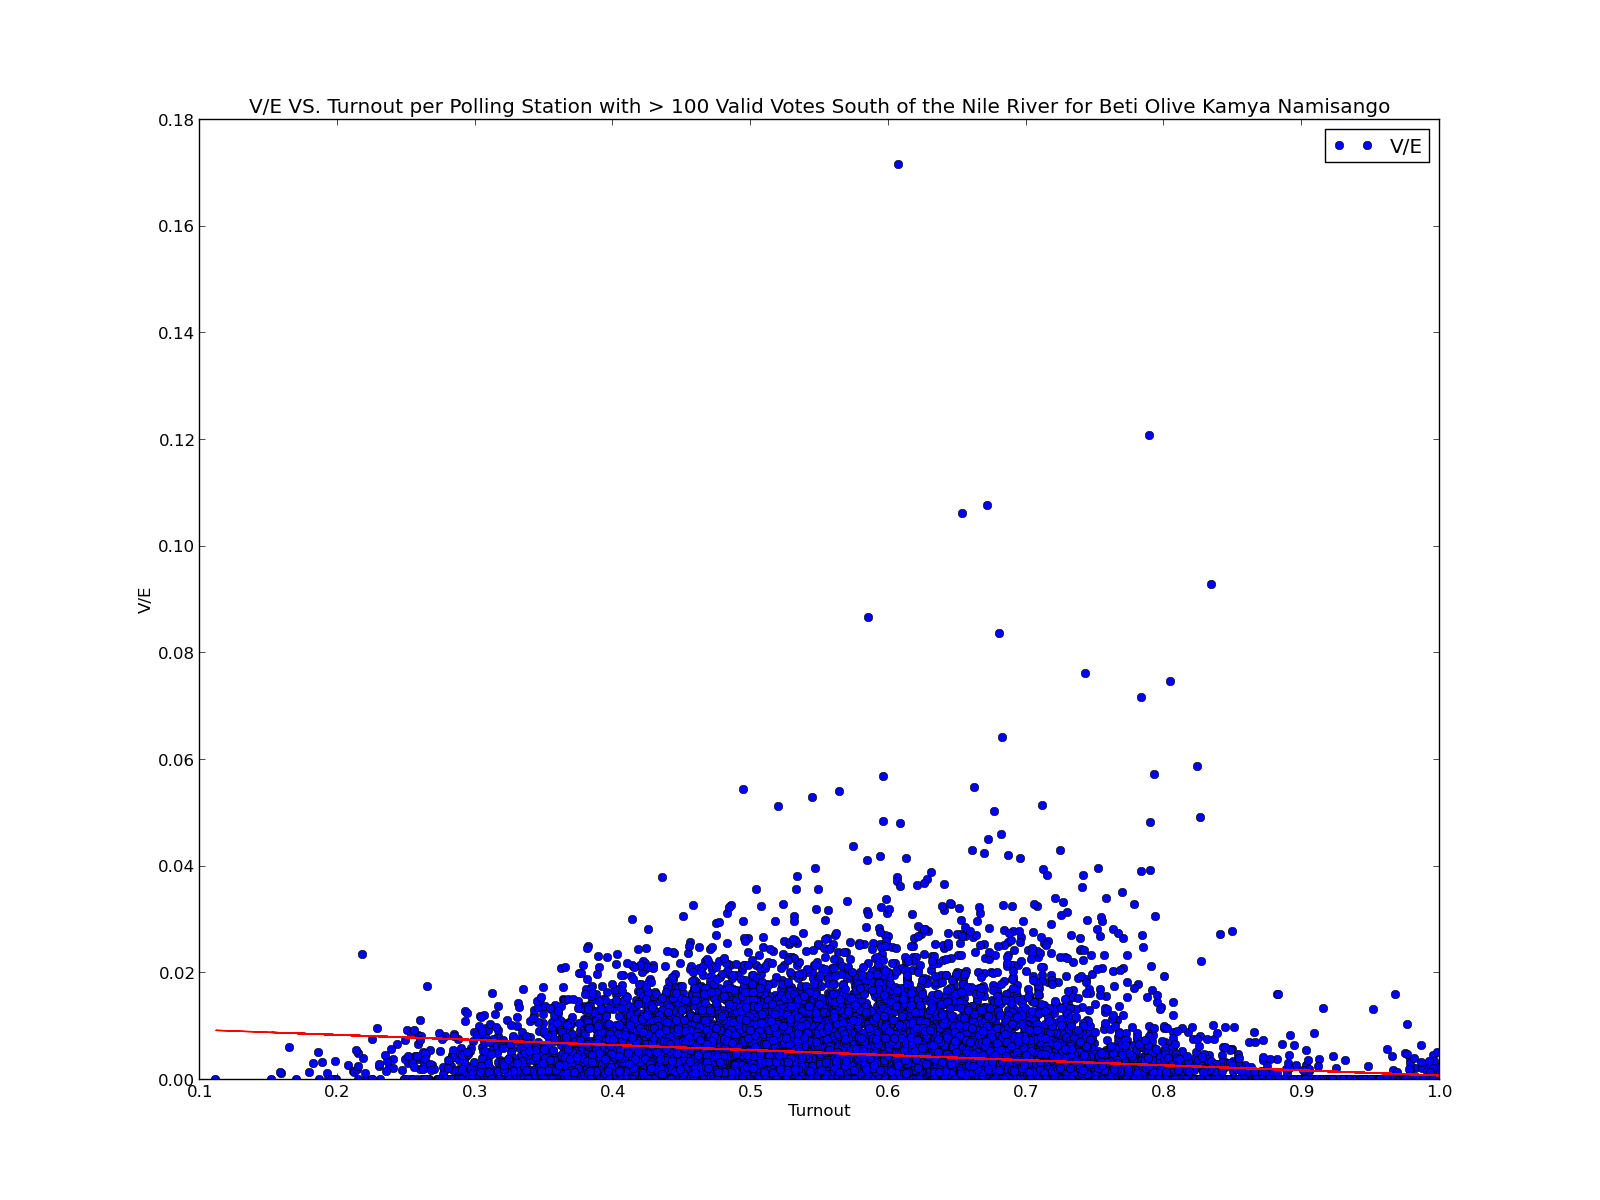 V/E VS. Turnout per Polling Station with > 100 Valid Votes South of the Nile River for Beti Olive Kamya Namisango
V/E
0.18
0.16
0.14
0.12
0.10
0.08
0.06
0.04
0.02
0.00
V/E
0.1 0.2 0.3 0.4 0.5 0.6 0.7 0.8 0.9 1.0
Turnout